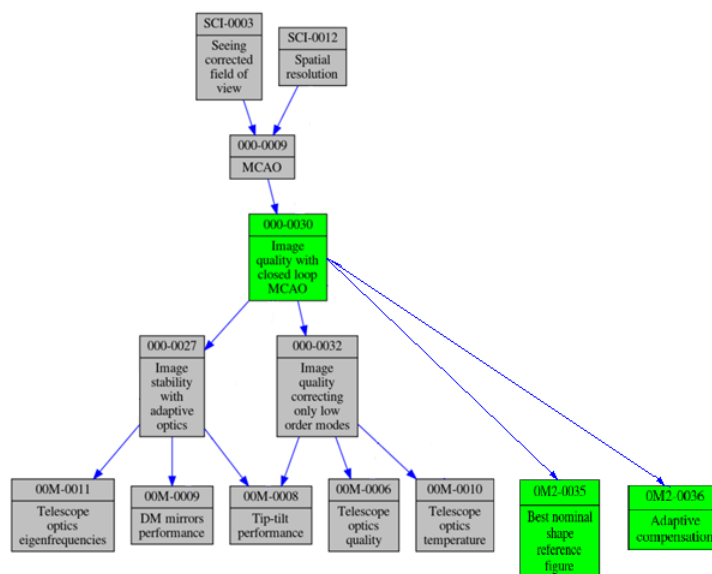 SCI-0003
Seeing
corrected
field of
view
SCI-0012
Spatial
resolution
000-0009
MCAO
000-0030
Image
quality with
closed loop
MCAO
000-0027
Image
stability
with
adaptive
optics
000-0032
Image
quality
correcting
only low
order modes
00M-0011
Telescope
optics
eigenfrequencies
00M-0009
DM mirrors
performance
00M-0008
Tip-tilt
performance
00M-0006
Telescope
optics
quality
00M-0010
Telescope
optics
temperature
0M2-0035
Best nominal
shape
reference
figure
0M2-0036
Adaptive
compensation